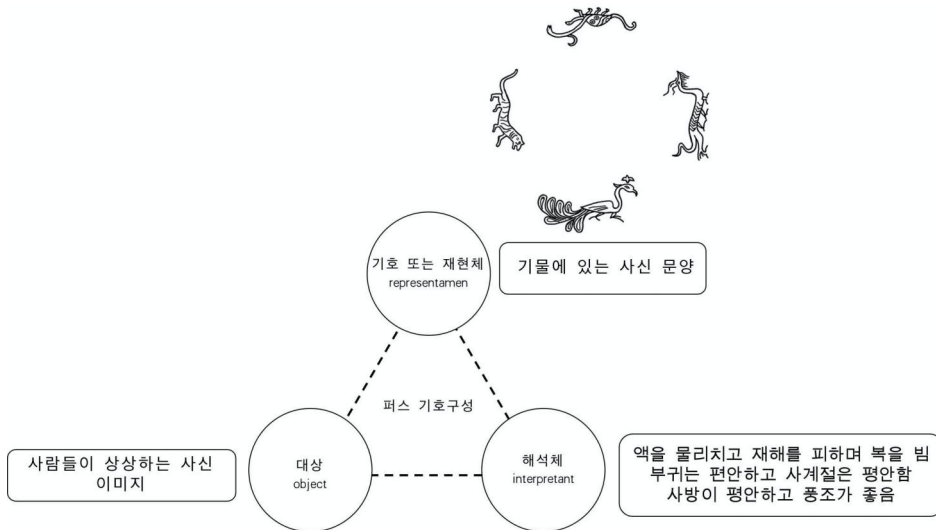 기호 또는 재현체
representamen
기물에 있는 사신 문양
퍼스 기호구성
사람들이 상상하는 사신
이미지
대상
object
해석체
interpretant
액을 물리치고 재해를 피하며 복을 빔
부귀는 편안하고 사계절은 평안함
사방이 평안하고 풍조가 좋음